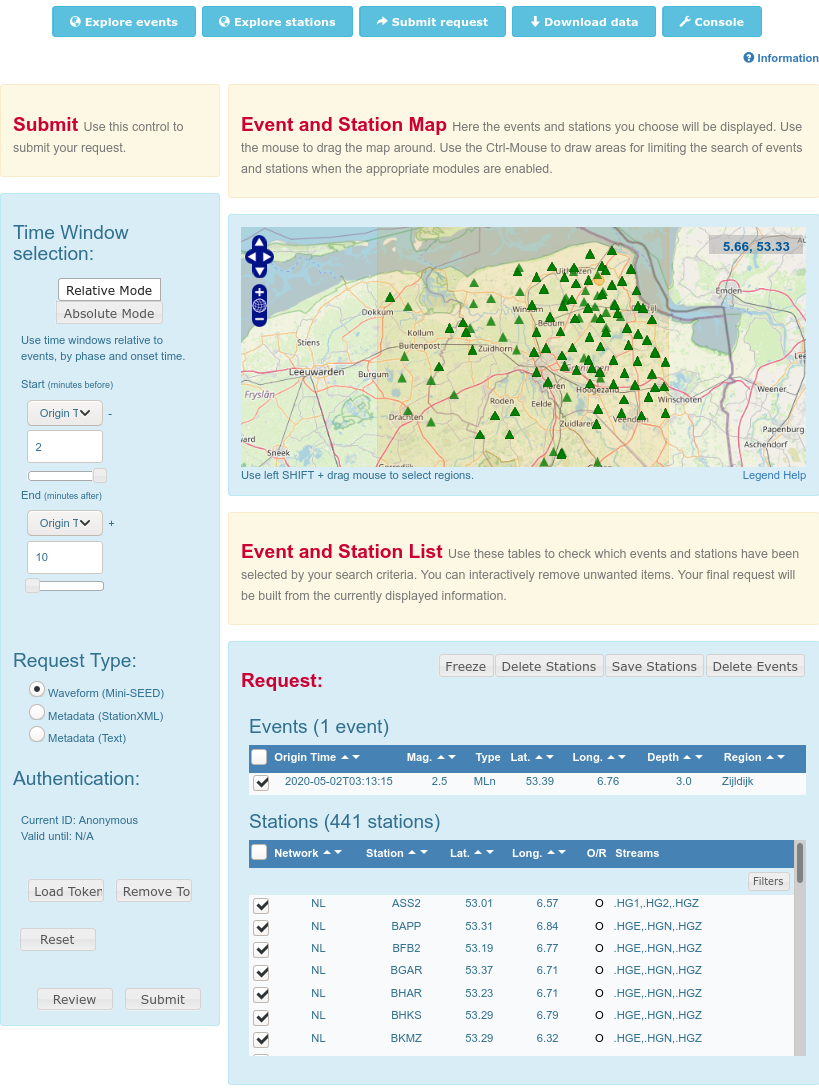 Explore events
Explore stations
Submit request
Download data
Console
Information
Submit Use this control to
submit your request.
Time Window
selection:
Relative Mode
Absolute Mode
Use time windows relative to
events, by phase and onset time.
Start (minutes before)
Origin T -
2
End (minutes after)
Origin T +
10
Request Type:
Waveform (Mini-SEED)
Metadata (StationXML)
Metadata (Text)
Authentication:
Current ID: Anonymous
Valid until: N/A
Load Token
Remove To
Reset
Review
Submit
Event and Station Map Here the events and stations you choose will be displayed. Use
the mouse to drag the map around. Use the Ctrl-Mouse to draw areas for limiting the search of events
and stations when the appropriate modules are enabled.
5.66, 53.33
Emden
Dokkum
Kollum
Buitenpost
Stiens
Leeuwarden
Burgum
Zuidhorn
Fryslân
Drachten
Roden
Eelde
Hoogezand
Zuidlaren
Veendam
Winschoten
Weener
Papenburg
Aschendorf
Sneek
Use left SHIFT + drag mouse to select regions.
Legend Help
Event and Station List Use these tables to check which events and stations have been
selected by your search criteria. You can interactively remove unwanted items. Your final request will
be built from the currently displayed information.
Request:
Freeze
Delete Stations
Save Stations
Delete Events
Events (1 event)
Origin Time Mag. Type Lat. Long. Depth Region
2020-05-02T03:13:15 2.5 MLn 53.39 6.76 3.0 Zijldijk
Stations (441 stations)
Network Station Lat. Long. O/R Streams
Filters
NL ASS2 53.01 6.57 O .HG1,.HG2,.HGZ
NL BAPP 53.31 6.84 O .HGE,.HGN,.HGZ
NL BFB2 53.19 6.77 O .HGE,.HGN,.HGZ
NL BGAR 53.37 6.71 O .HGE,.HGN,.HGZ
NL BHAR 53.23 6.71 O .HGE,.HGN,.HGZ
NL BHKS 53.29 6.79 O .HGE,.HGN,.HGZ
NL BKMZ 53.29 6.32 O .HGE,.HGN,.HGZ